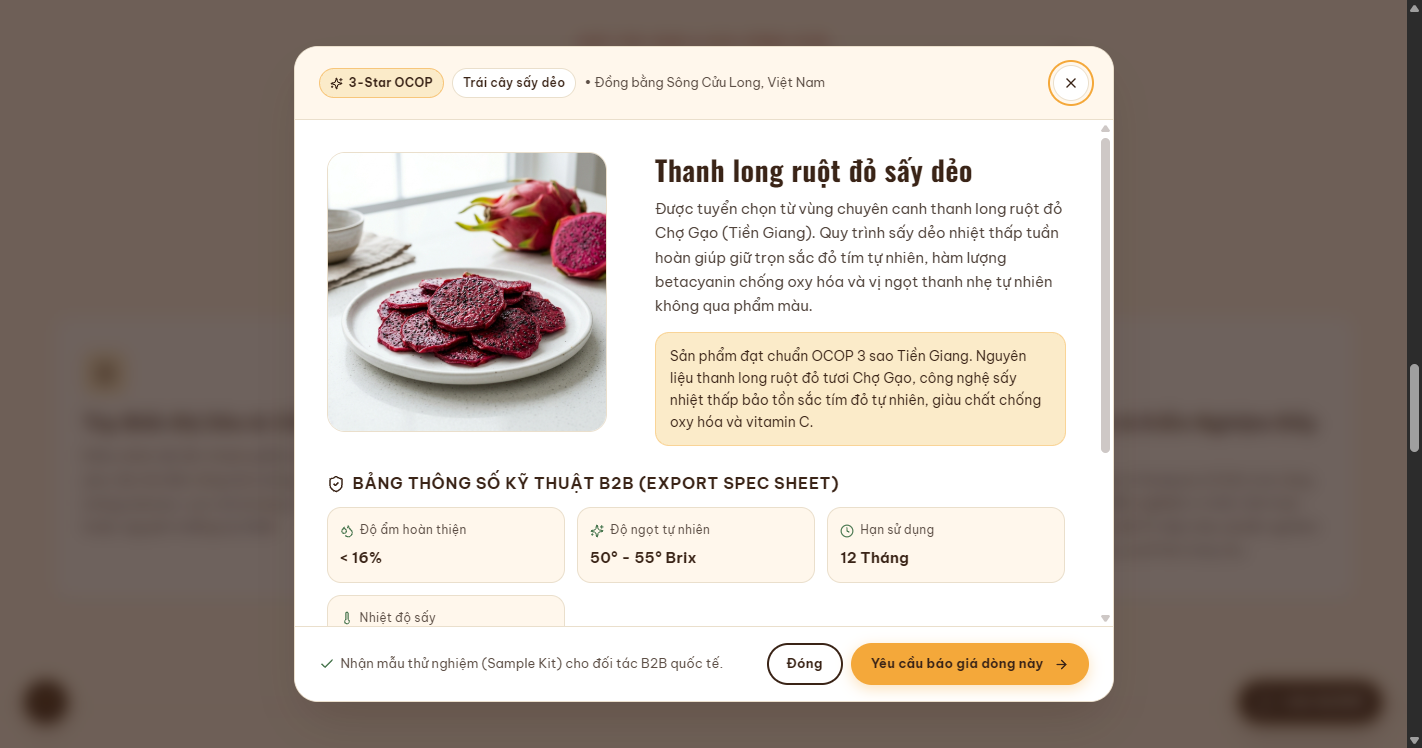 3-Star OCOP
Trái cây sấy dẻo
• Đồng bằng Sông Cửu Long, Việt Nam
Thanh long ruột đỏ sấy dẻo
Được tuyển chọn từ vùng chuyên canh thanh long ruột đỏ
Chợ Gạo (Tiền Giang). Quy trình sấy dẻo nhiệt thấp tuần
hoàn giúp giữ trọn sắc đỏ tím tự nhiên, hàm lượng
betacyanin chống oxy hóa và vị ngọt thanh nhẹ tự nhiên
không qua phẩm màu.
Sản phẩm đạt chuẩn OCOP 3 sao Tiền Giang. Nguyên
liệu thanh long ruột đỏ tươi Chợ Gạo, công nghệ sấy
nhiệt thấp bảo tồn sắc tím đỏ tự nhiên, giàu chất chống
oxy hóa và vitamin C.
BẢNG THÔNG SỐ KỸ THUẬT B2B (EXPORT SPEC SHEET)
Độ ẩm hoàn thiện
< 16%
Độ ngọt tự nhiên
50° - 55° Brix
Hạn sử dụng
12 Tháng
Nhiệt độ sấy
Nhận mẫu thử nghiệm (Sample Kit) cho đối tác B2B quốc tế.
Đóng
Yêu cầu báo giá dòng này